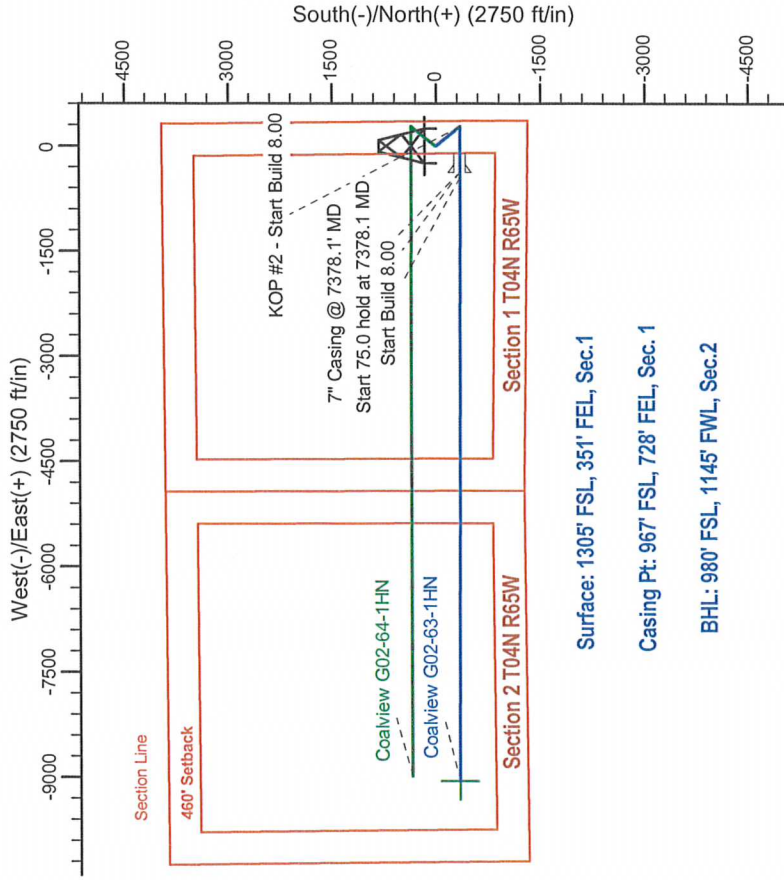 West(-)/East(+) (2750 ft/in)
-9000
-7500
-6000
-4500
-3000
-1500
0
South(-)/North(+) (2750 ft/in)
4500
3000
1500
0
-1500
-3000
-4500
Section Line
460' Setback
KOP #2 - Start Build 8.00
7" Casing @ 7378.1' MD
Start 75.0 hold at 7378.1 MD
Start Build 8.00
Coalview G02-64-1HN
Coalview G02-63-1HN
Section 2 T04N R65W
Section 1 T04N R65W
Surface: 1305' FSL, 351' FEL, Sec.1
Casing Pt: 967' FSL, 728' FEL, Sec. 1
BHL: 980' FSL, 1145' FWL, Sec.2